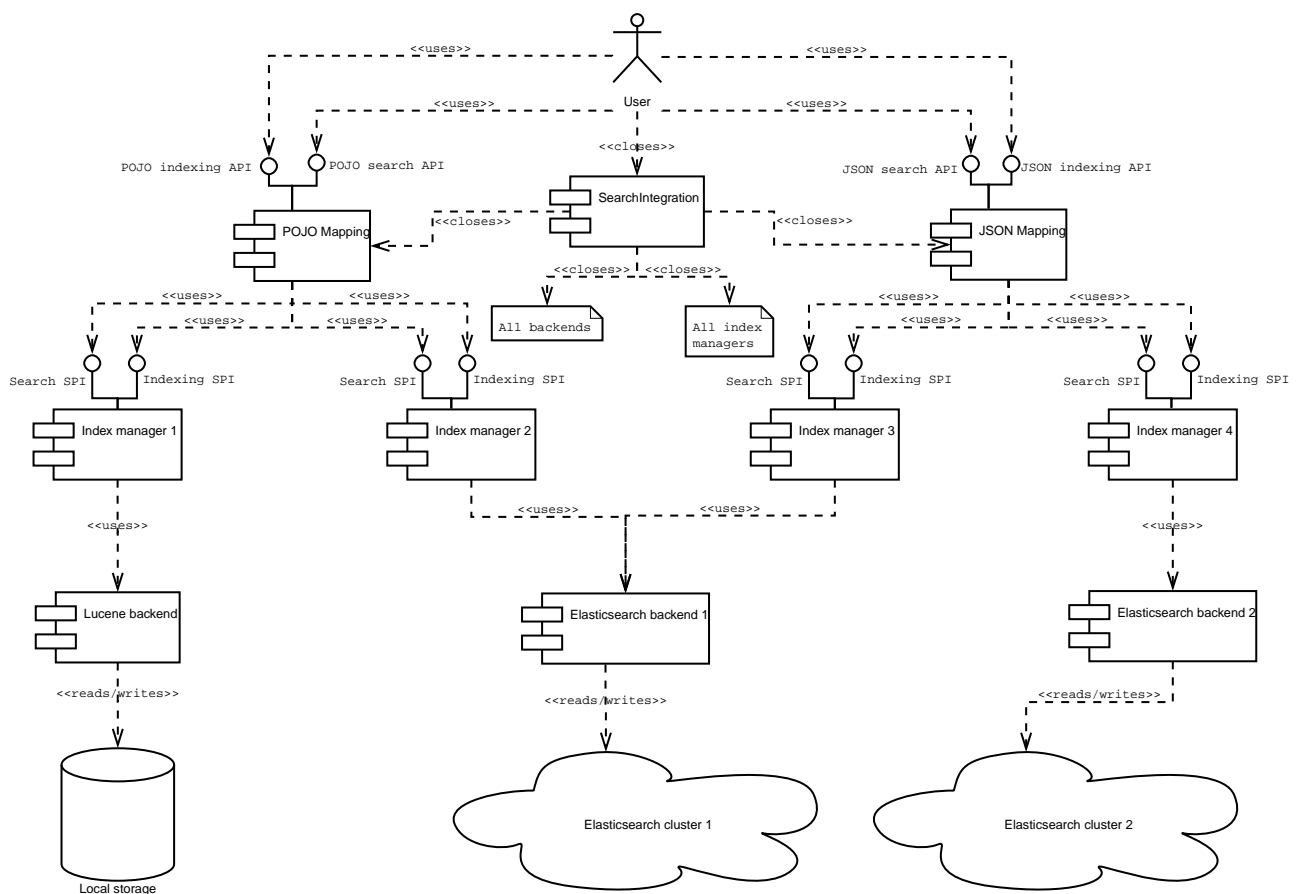 <<uses>>
<<uses>>
User
<<uses>>
<<uses>>
<<closes>>
POJO indexing API
POJO search API
JSON search API
JSON indexing API
SearchIntegration
POJO Mapping
<<closes>>
<<closes>>
JSON Mapping
<<closes>>
<<closes>>
<<uses>>
<<uses>>
<<uses>>
<<uses>>
<<uses>>
<<uses>>
<<uses>>
<<uses>>
All backends
All index
managers
Search SPI
Indexing SPI
Search SPI
Indexing SPI
Search SPI
Indexing SPI
Search SPI
Indexing SPI
Index manager 1
Index manager 2
Index manager 3
Index manager 4
<<uses>>
<<uses>>
<<uses>>
<<uses>>
Lucene backend
Elasticsearch backend 1
Elasticsearch backend 2
<<reads/writes>>
<<reads/writes>>
<<reads/writes>>
Elasticsearch cluster 1
Elasticsearch cluster 2
Local storage